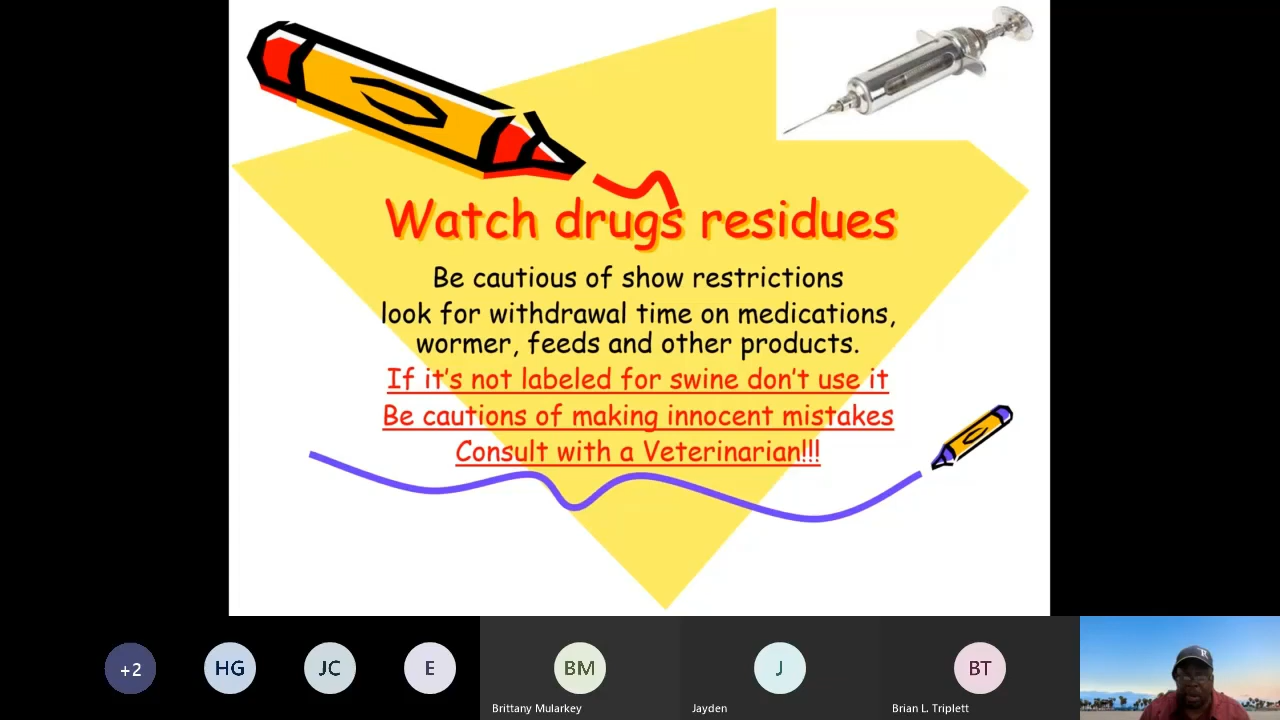 Watch drugs residues
Be cautious of show restrictions
look for withdrawal time on medications,
wormer, feeds and other products.
If it's not labeled for swine don't use it
Be cautions of making innocent mistakes
Consult with a Veterinarian!!!
+2
HG
JC
E
BM
J
BT
Brittany Mularkey
Jayden
Brian L. Triplett